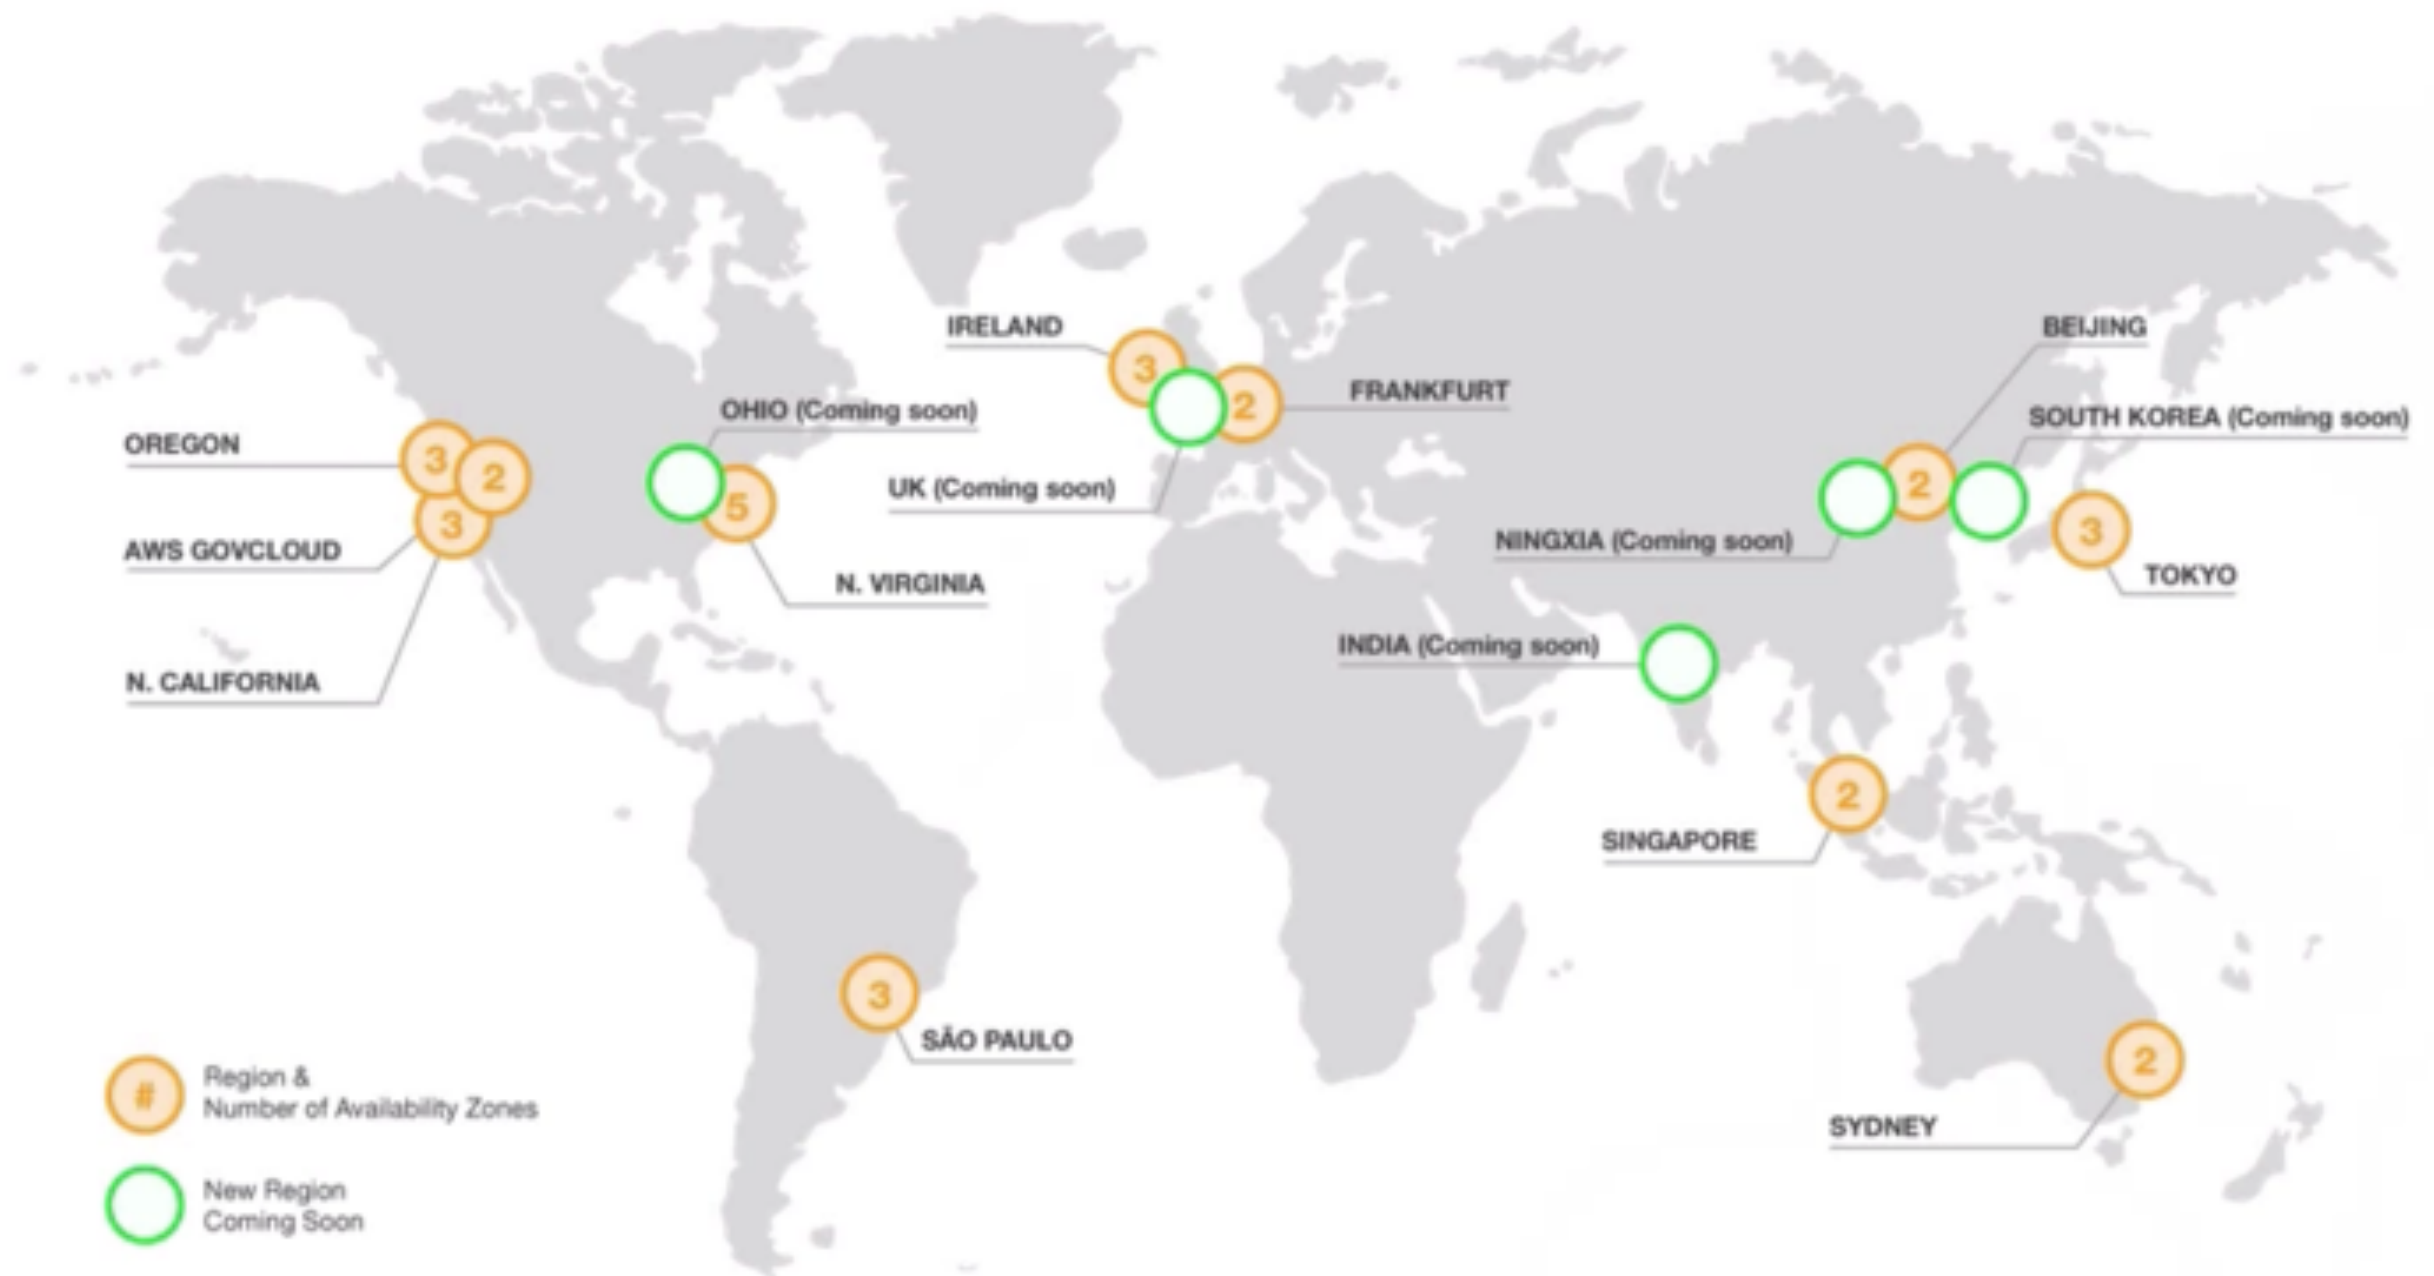 IRELAND
3
BEIJING
FRANKFURT
2
OHIO (Coming soon)
SOUTH KOREA (Coming soon)
OREGON
3
2
UK (Coming soon)
2
5
3
AWS GOVCLOUD
NINGXIA (Coming soon)
3
TOKYO
N. VIRGINIA
INDIA (Coming soon)
N. CALIFORNIA
2
SINGAPORE
3
SÃO PAULO
2
SYDNEY
#
Region &
Number of Availability Zones
New Region
Coming Soon